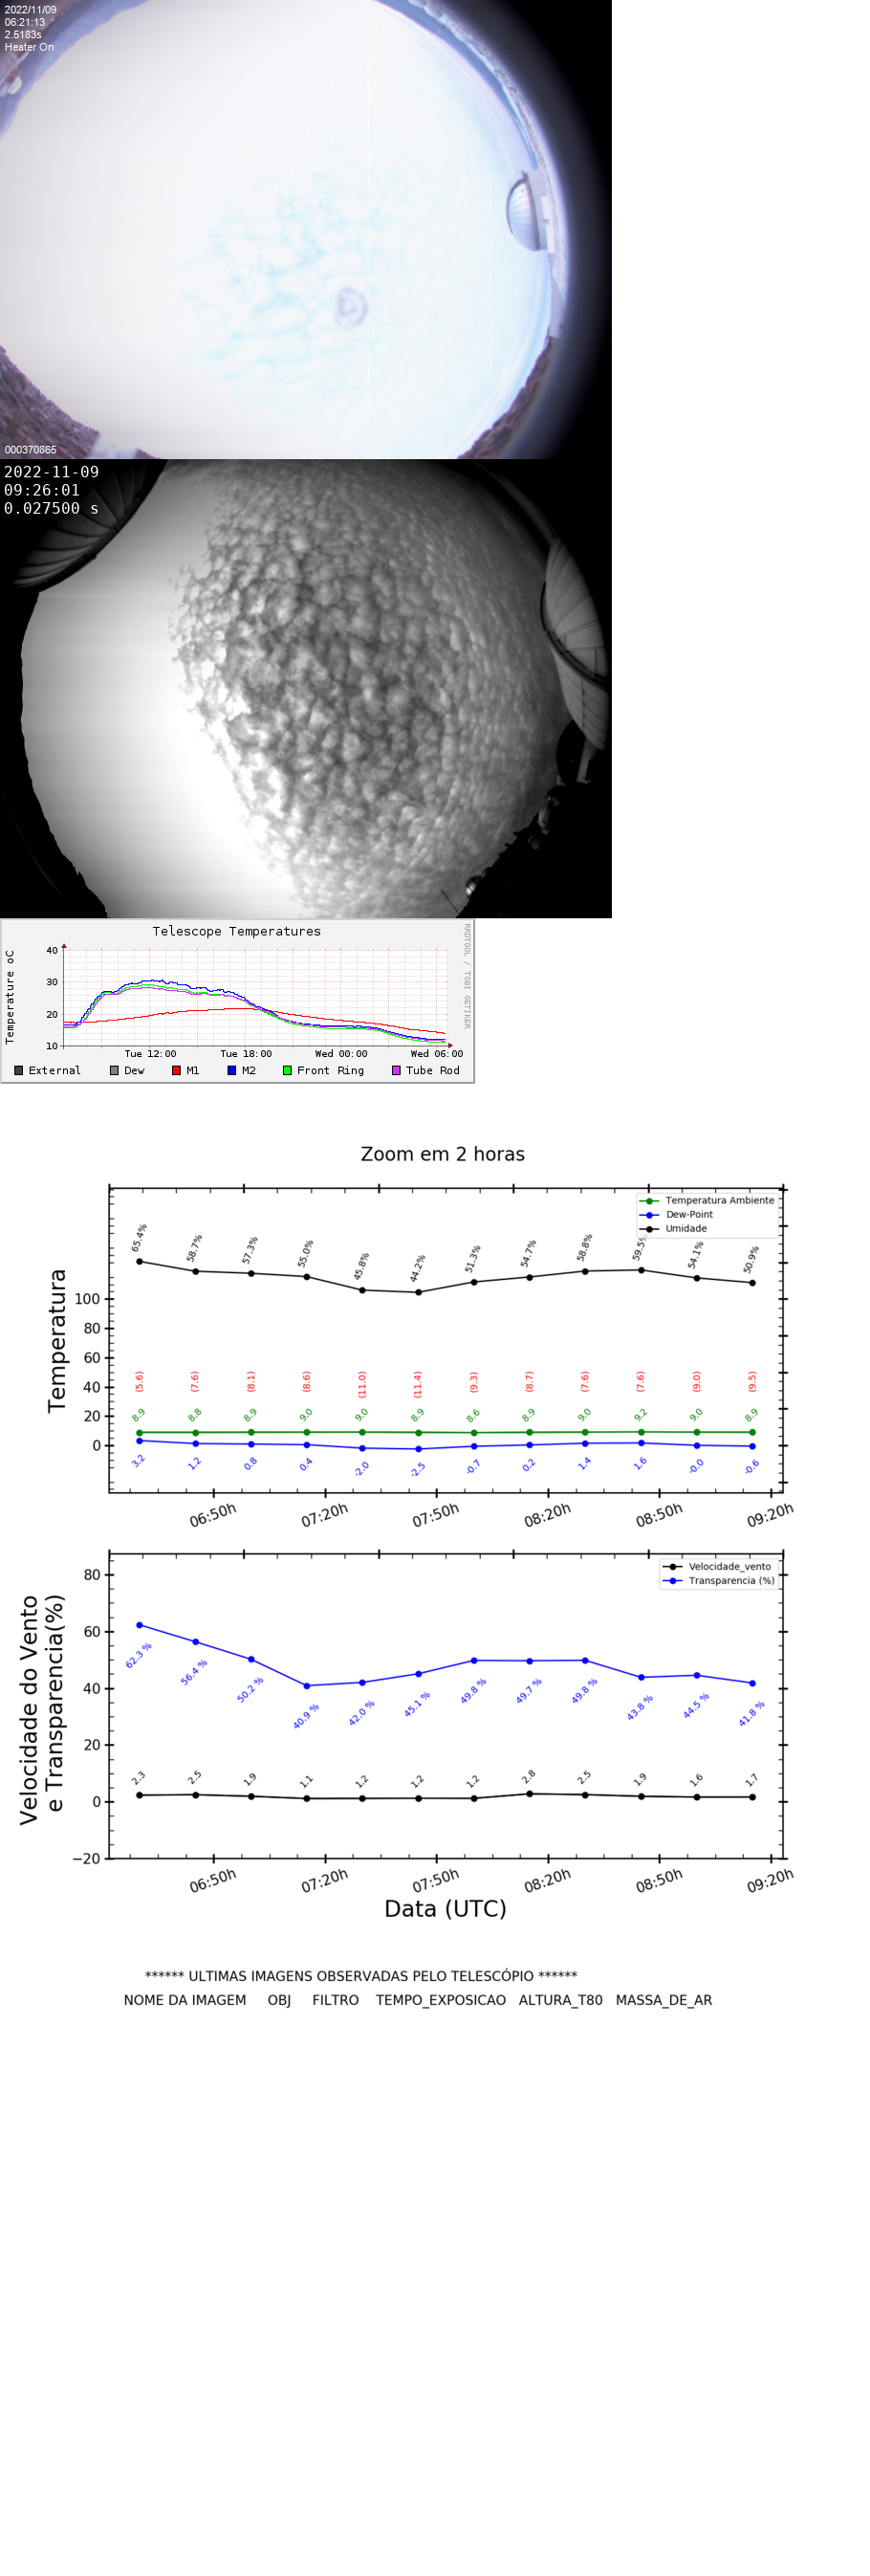 2022/11/09
06:21:13
2.5183s
Heater On
000370865
2022-11-09
09:26:01
0.027500 s
Telescope Temperatures
RRDTOOL / TOBI OETIKER
Temperature oC
40
30
20
10
Tue 12:00 Tue 18:00 Wed 00:00 Wed 06:00
External Dew M1 M2 Front Ring Tube Rod
Zoom em 2 horas
Temperatura
Temperatura Ambiente
Dew-Point
Umidade
65.4% 58.7% 57.3% 55.0% 45.8% 44.2% 51.3% 54.7% 58.8% 59.5% 54.1% 50.9%
100
80
60
40
20
0
(5.6) (7.6) (8.1) (8.6) (11.0) (11.4) (9.3) (8.7) (7.6) (7.6) (9.0) (9.5)
8.9 8.8 8.9 9.0 9.0 8.9 8.6 8.9 9.0 9.2 9.0 8.9
3.2 1.2 0.8 0.4 -2.0 -2.5 -0.7 0.2 1.4 1.6 -0.0 -0.6
06:50h 07:20h 07:50h 08:20h 08:50h 09:20h
Velocidade do Vento
e Transparencia(%)
Velocidade_vento
Transparencia (%)
80
60
40
20
0
−20
62.3 % 56.4 % 50.2 % 40.9 % 42.0 % 45.1 % 49.8 % 49.7 % 49.8 % 43.8 % 44.5 % 41.8 %
2.3 2.5 1.9 1.1 1.2 1.2 1.2 2.8 2.5 1.9 1.6 1.7
06:50h 07:20h 07:50h 08:20h 08:50h 09:20h
Data (UTC)
****** ULTIMAS IMAGENS OBSERVADAS PELO TELESCÓPIO ******
NOME DA IMAGEM OBJ FILTRO TEMPO_EXPOSICAO ALTURA_T80 MASSA_DE_AR